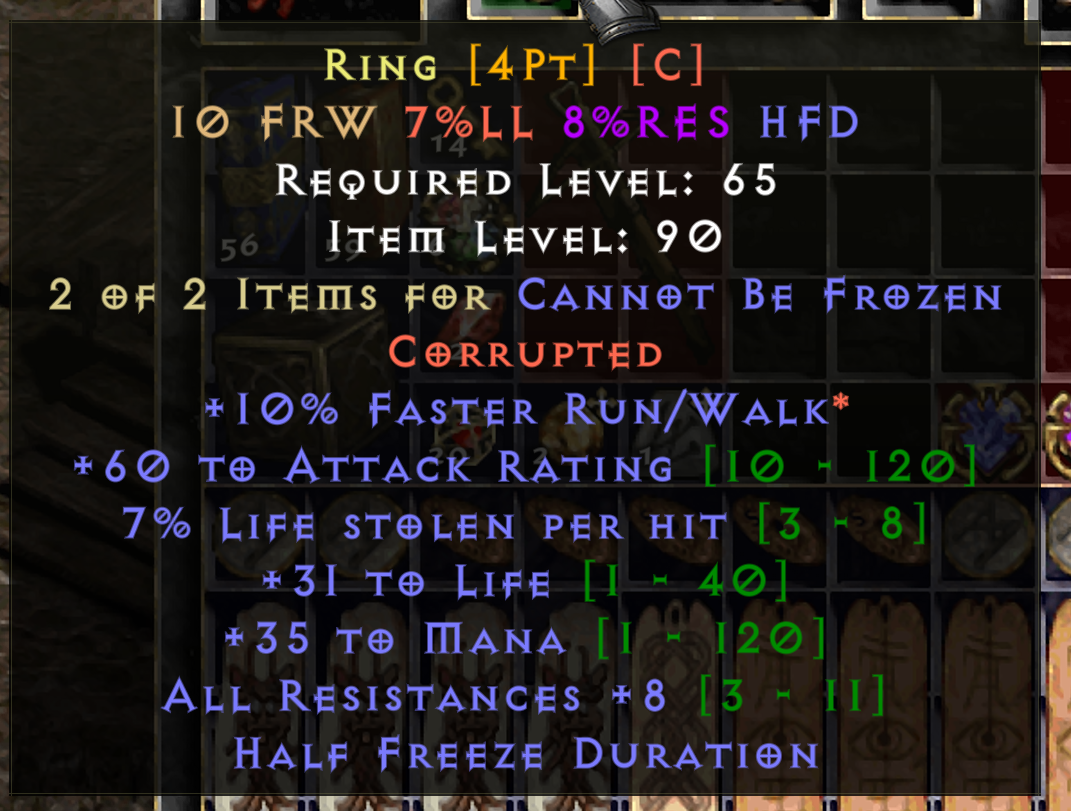 Ring [4Pt] [C]
10 FRW 7%LL 8%RES HFD
Required Level: 65
Item Level: 90
2 of 2 Items for Cannot Be Frozen
Corrupted
+10% Faster Run/Walk*
+60 to Attack Rating [10 - 120]
7% Life stolen per hit [3 - 8]
+31 to Life [1 - 40]
+35 to Mana [1 - 120]
All Resistances +8 [3 - 11]
Half Freeze Duration
14
56
59